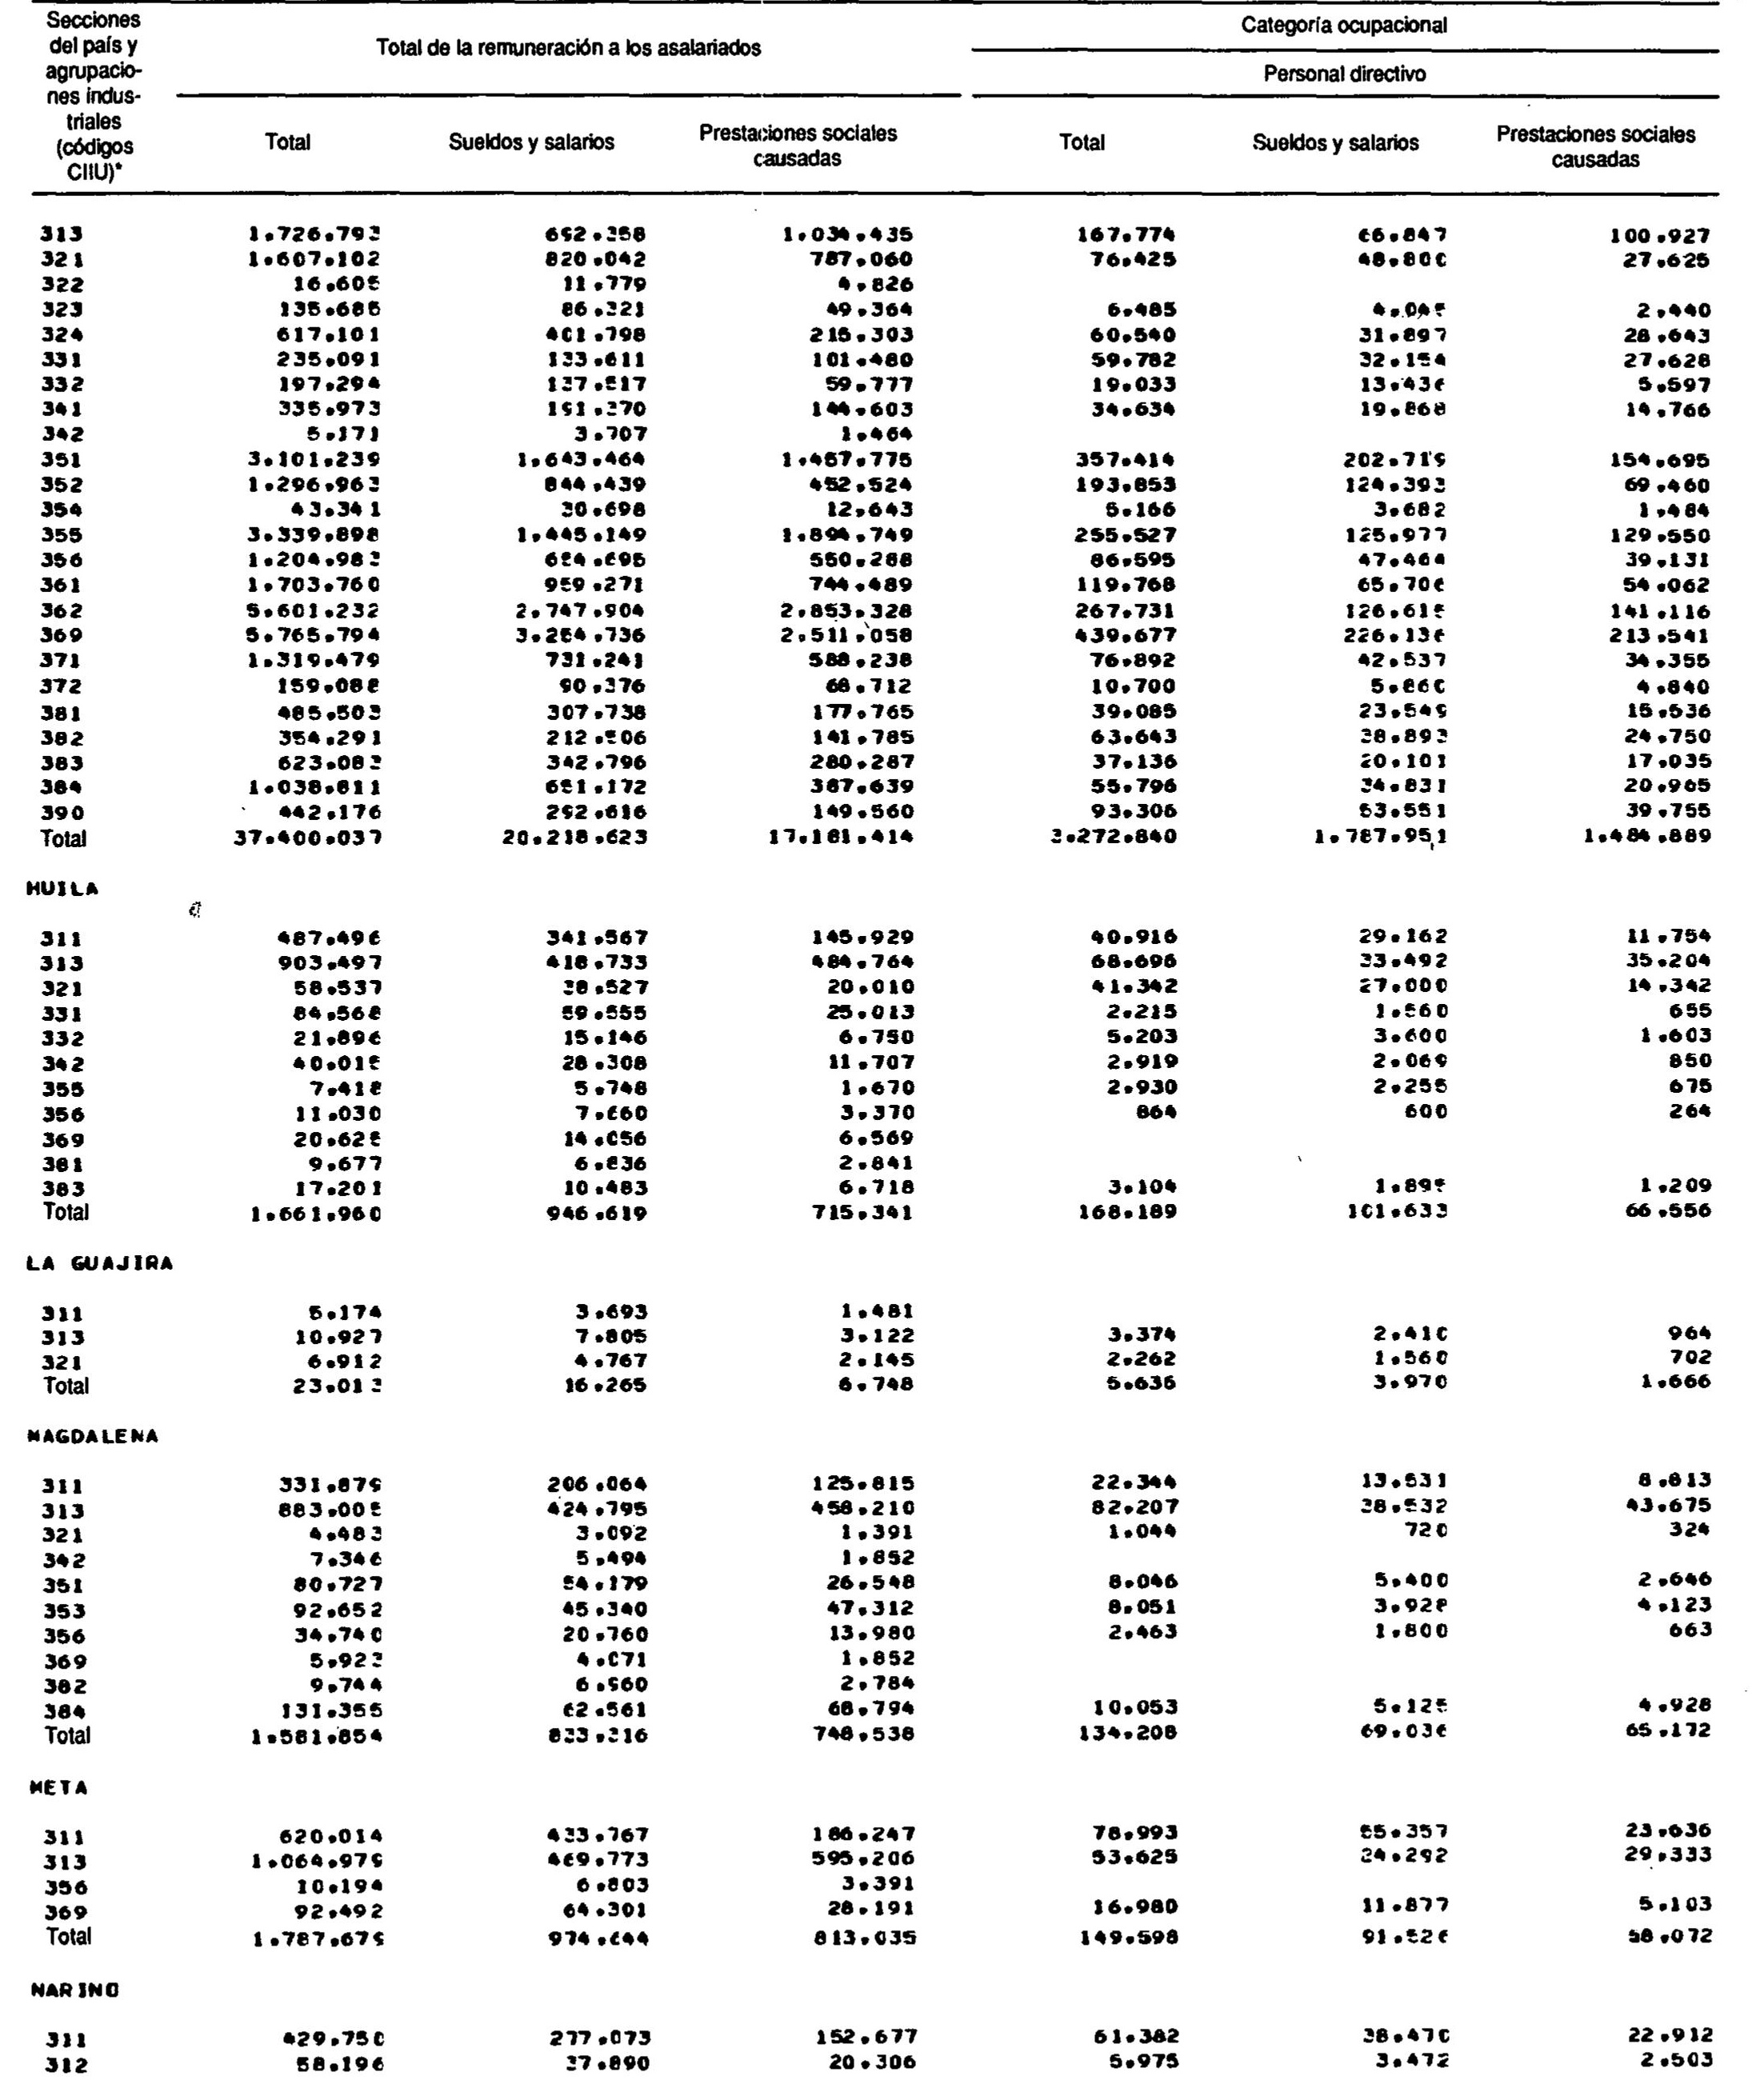 Secciones
del país y
agrupacio-
nes indus-
triales
(códigos
CIIU)*
Total de la remuneración a los asalariados
Categoría ocupacional
Personal directivo
Total Sueldos y salarios Prestaciones sociales causadas Total Sueldos y salarios Prestaciones sociales causadas
313 1.726.793 692.358 1.034.435 167.774 66.847 100.927
321 1.607.102 820.042 787.060 76.425 48.800 27.625
322 16.605 11.779 4.826
323 135.685 86.321 49.364 6.485 4.045 2.440
324 617.101 401.798 215.303 60.540 31.897 28.643
331 235.091 133.611 101.480 59.782 32.154 27.628
332 197.294 137.517 59.777 19.033 13.436 5.597
341 335.973 191.370 144.603 34.634 19.868 14.766
342 5.171 3.707 1.464
351 3.101.239 1.643.464 1.457.775 357.414 202.719 154.695
352 1.296.963 844.439 452.524 193.853 124.393 69.460
354 43.341 30.698 12.643 5.166 3.682 1.484
355 3.339.898 1.445.149 1.894.749 255.527 125.977 129.550
356 1.204.983 654.695 550.288 86.595 47.464 39.131
361 1.703.760 959.271 744.489 119.768 65.706 54.062
362 5.601.232 2.747.904 2.853.328 267.731 126.615 141.116
369 5.765.794 3.254.736 2.511.058 439.677 226.136 213.541
371 1.319.479 731.241 588.238 76.892 42.537 34.355
372 159.088 90.376 68.712 10.700 5.860 4.840
381 485.503 307.738 177.765 39.085 23.549 15.536
382 354.291 212.506 141.785 63.643 38.893 24.750
383 623.083 342.796 280.287 37.136 20.101 17.035
384 1.038.811 651.172 387.639 55.796 34.831 20.965
390 442.176 292.616 149.560 93.306 53.551 39.755
Total 37.400.037 20.218.623 17.181.414 3.272.840 1.787.951 1.484.889
HUILA
311 487.496 341.567 145.929 40.916 29.162 11.754
313 903.497 418.733 484.764 68.696 33.492 35.204
321 58.537 38.527 20.010 41.342 27.000 14.342
331 84.568 59.555 25.013 2.215 1.560 655
332 21.896 15.146 6.750 5.203 3.600 1.603
342 40.015 28.308 11.707 2.919 2.069 850
355 7.418 5.748 1.670 2.930 2.255 675
356 11.030 7.660 3.370 864 600 264
369 20.625 14.056 6.569
381 9.677 6.836 2.841
383 17.201 10.483 6.718 3.104 1.895 1.209
Total 1.661.960 946.619 715.341 168.189 101.633 66.556
LA GUAJIRA
311 5.174 3.693 1.481
313 10.927 7.805 3.122 3.374 2.410 964
321 6.912 4.767 2.145 2.262 1.560 702
Total 23.013 16.265 6.748 5.636 3.970 1.666
MAGDALENA
311 331.879 206.064 125.815 22.344 13.531 8.813
313 883.005 424.795 458.210 82.207 38.532 43.675
321 4.483 3.092 1.391 1.044 720 324
342 7.346 5.494 1.852
351 80.727 54.179 26.548 8.046 5.400 2.646
353 92.652 45.340 47.312 8.051 3.928 4.123
356 34.740 20.760 13.980 2.463 1.800 663
369 5.923 4.071 1.852
382 9.744 6.960 2.784
384 131.355 62.561 68.794 10.053 5.125 4.928
Total 1.581.854 833.316 748.538 134.208 69.036 65.172
META
311 620.014 433.767 186.247 78.993 55.357 23.636
313 1.064.979 469.773 595.206 53.625 24.292 29.333
356 10.194 6.803 3.391
369 92.492 64.301 28.191 16.980 11.877 5.103
Total 1.787.679 974.644 813.035 149.598 91.526 58.072
NARINO
311 429.750 277.073 152.677 61.382 38.470 22.912
312 58.196 37.890 20.306 5.975 3.472 2.503